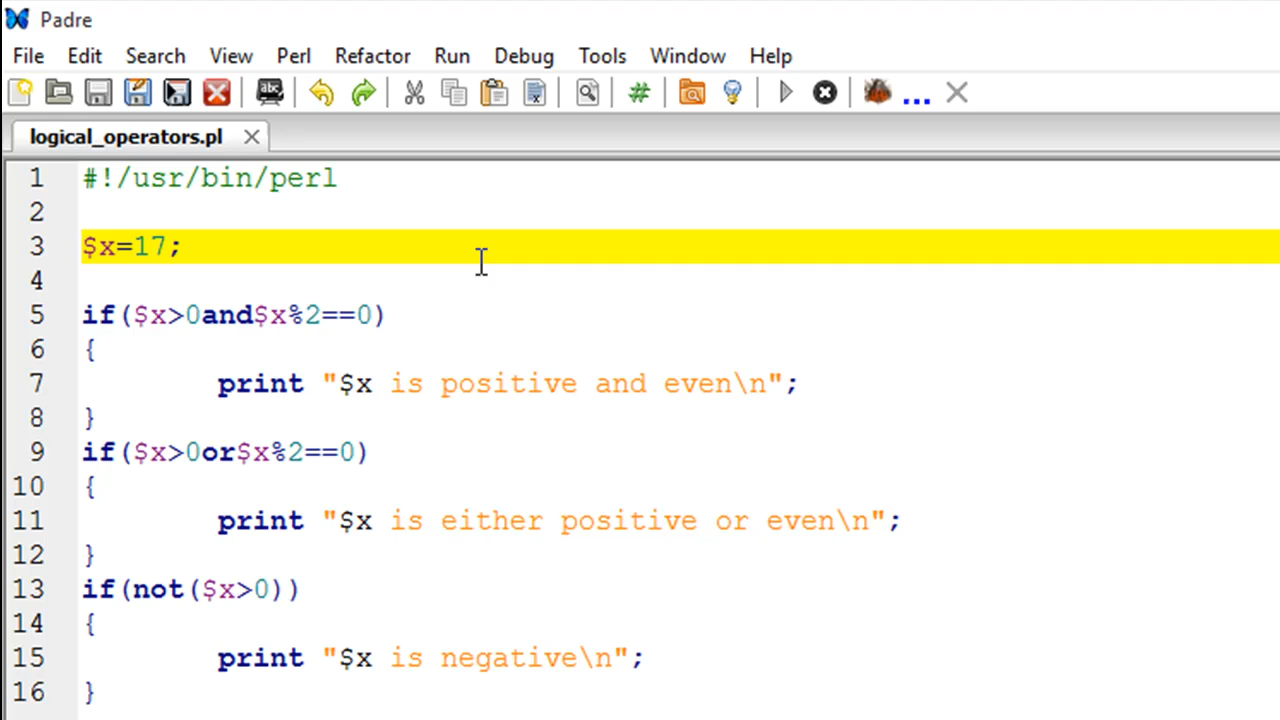 Padre
File Edit Search View Perl Refactor Run Debug Tools Window Help
abc # ...
logical_operators.pl
1 #!/usr/bin/perl
2
3 $x=17;
4
5 if($x>0and$x%2==0)
6 {
7 print "$x is positive and even\n";
8 }
9 if($x>0or$x%2==0)
10 {
11 print "$x is either positive or even\n";
12 }
13 if(not($x>0))
14 {
15 print "$x is negative\n";
16 }